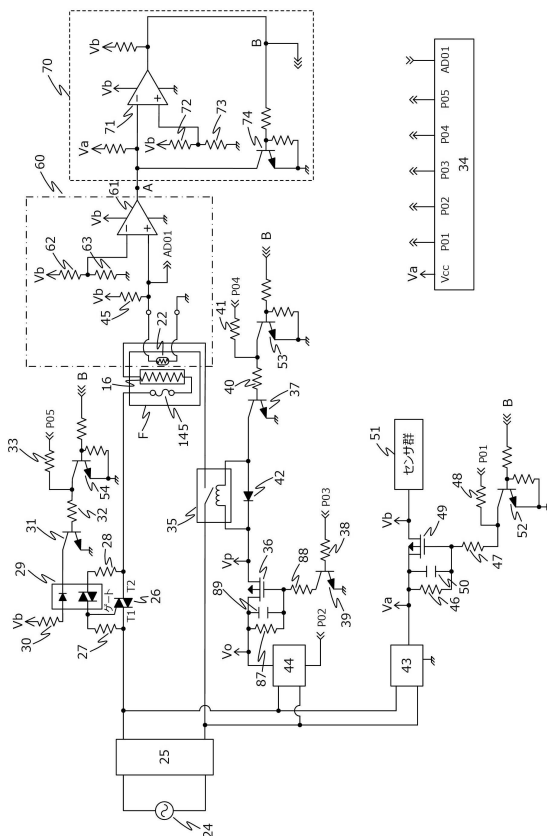 70
Vb
B
Vb
71
Va
Vb
72
73
74
60
61
A
Vb
62
63
Vb
45
AD01
Vb
AD01
P05
P04
P03
P02
P01
34
Va
Vcc
22
16
F
145
P04
41
B
53
40
37
33
P05
B
54
32
31
29
Vb
30
28
27
ゲート
T1
T2
26
35
42
Vp
36
P03
38
88
39
89
Vo
87
P02
44
51
センサ群
Vb
49
P01
48
B
52
47
50
46
Va
43
25
24